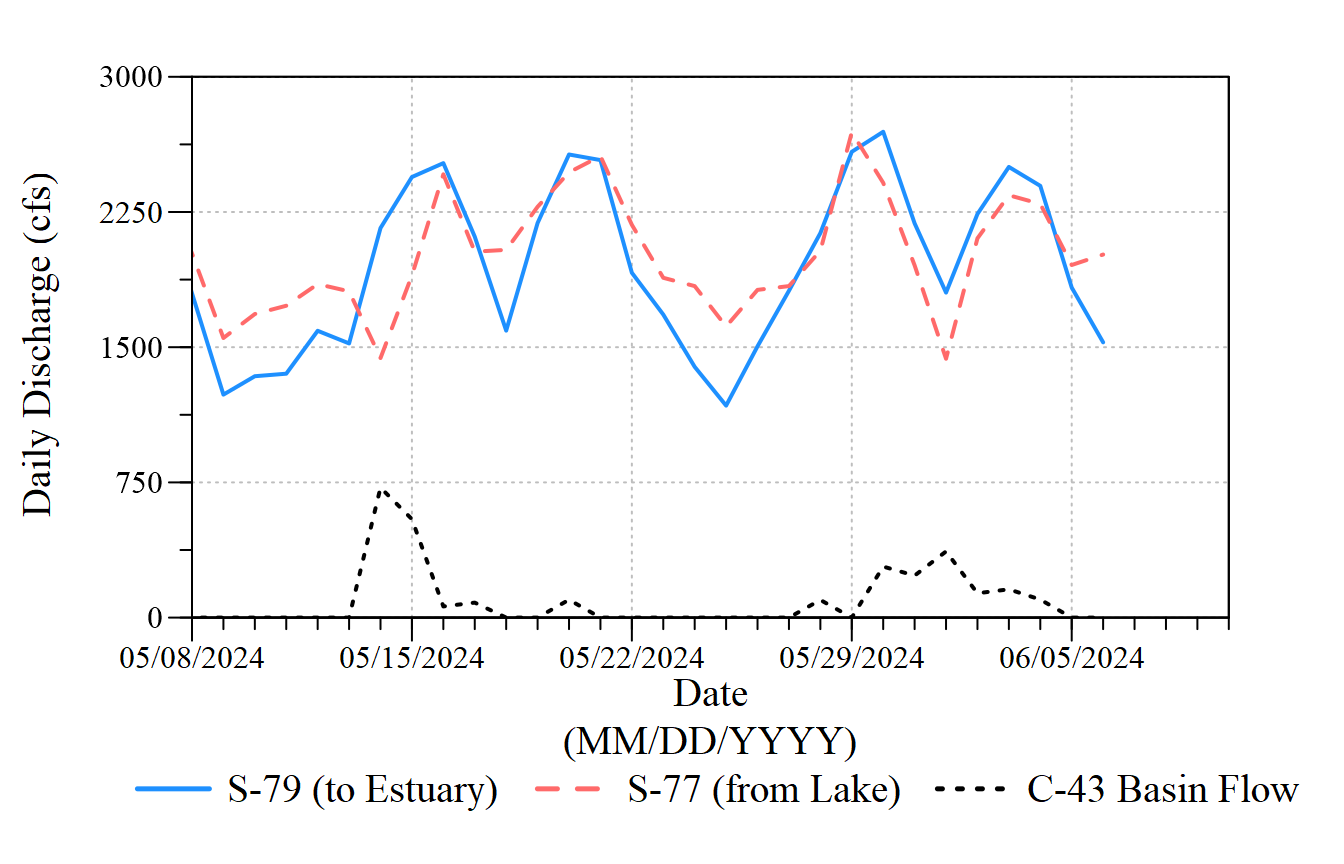 3000
2250
1500
750
0
Daily Discharge (cfs)
05/08/2024 05/15/2024 05/22/2024 05/29/2024 06/05/2024
Date
(MM/DD/YYYY)
S-79 (to Estuary) S-77 (from Lake) C-43 Basin Flow